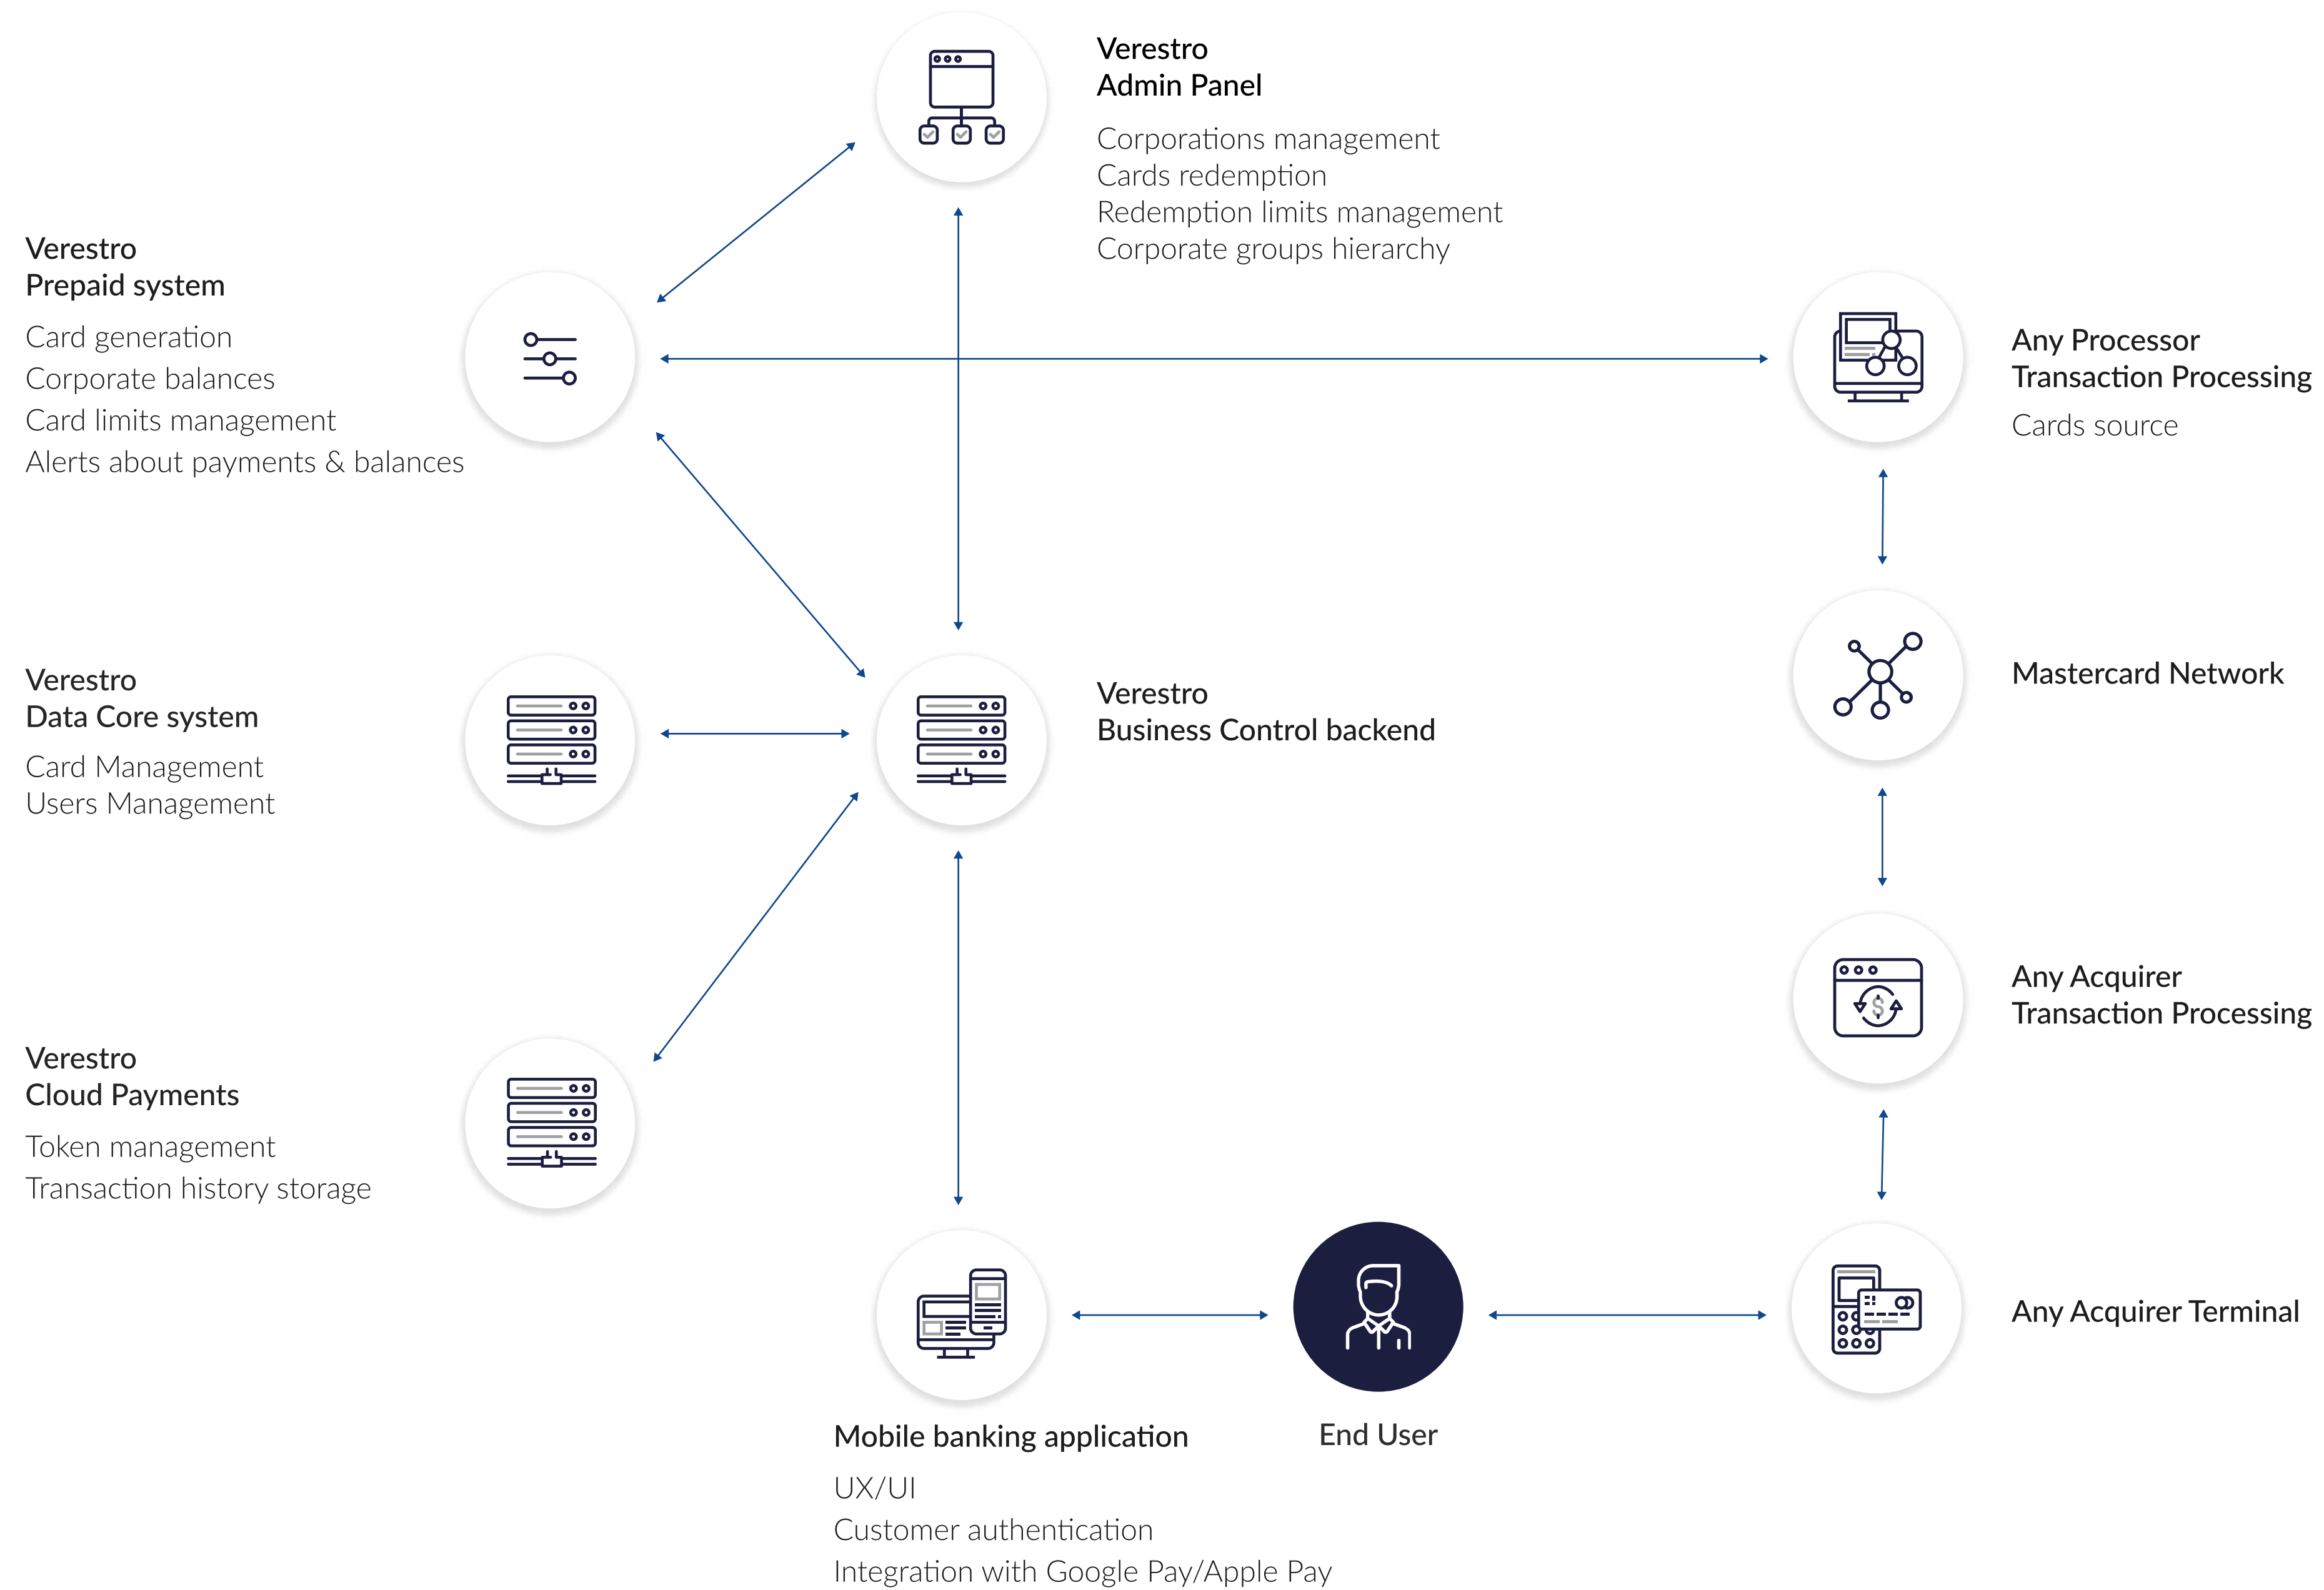 Verestro
Admin Panel
Corporations management
Cards redemption
Redemption limits management
Corporate groups hierarchy
Verestro
Prepaid system
Card generation
Corporate balances
Card limits management
Alerts about payments & balances
Any Processor
Transaction Processing
Cards source
Verestro
Data Core system
Card Management
Users Management
Verestro
Business Control backend
Mastercard Network
Any Acquirer
Transaction Processing
Verestro
Cloud Payments
Token management
Transaction history storage
$
Any Acquirer Terminal
Mobile banking application
UX/UI
Customer authentication
Integration with Google Pay/Apple Pay
End User